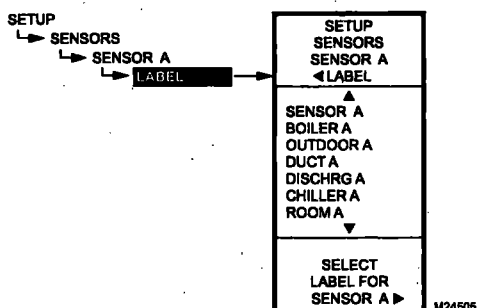 SETUP
SENSORS
SENSOR A
LABEL
SETUP
SENSORS
SENSOR A
◄LABEL
▲
SENSOR A
BOILER A
OUTDOOR A
DUCT A
DISCHRG A
CHILLER A
ROOM A
▼
SELECT
LABEL FOR
SENSOR A ►
M24505